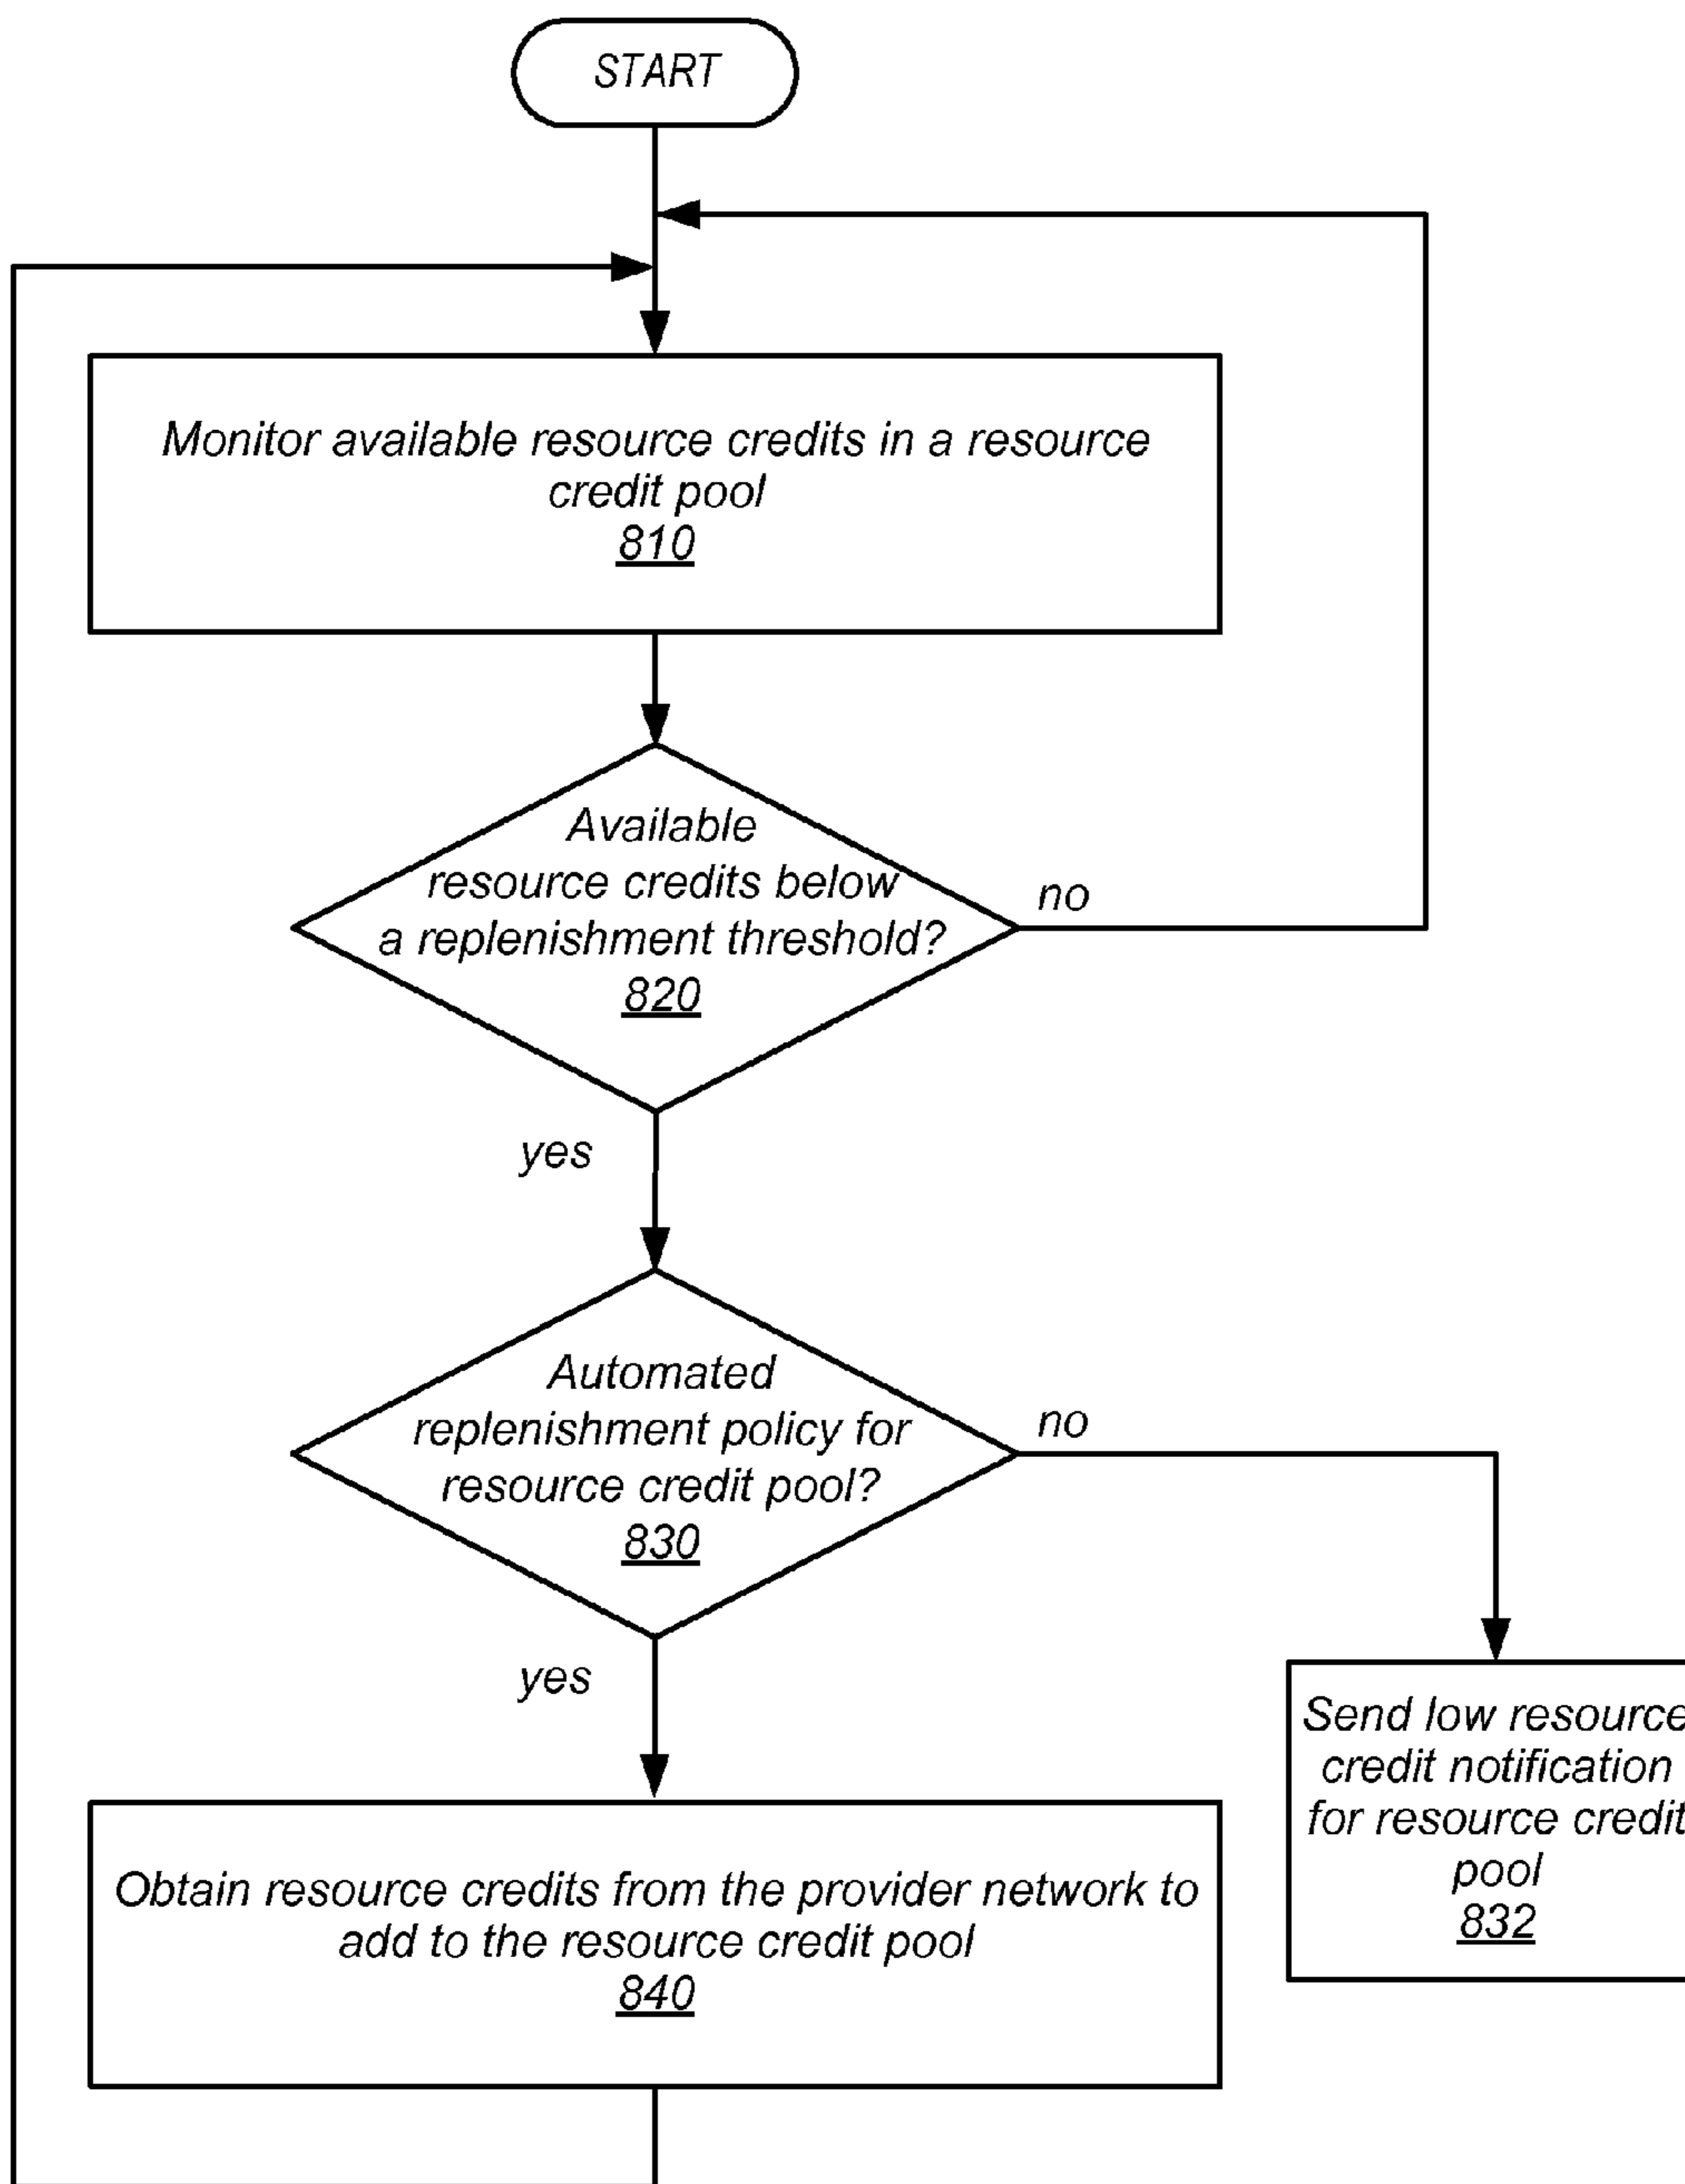 START
Monitor available resource credits in a resource
credit pool
810
Available
resource credits below
a replenishment threshold?
820
no
yes
Automated
replenishment policy for
resource credit pool?
830
no
yes
Send low resource
credit notification
for resource credit
pool
832
Obtain resource credits from the provider network to
add to the resource credit pool
840